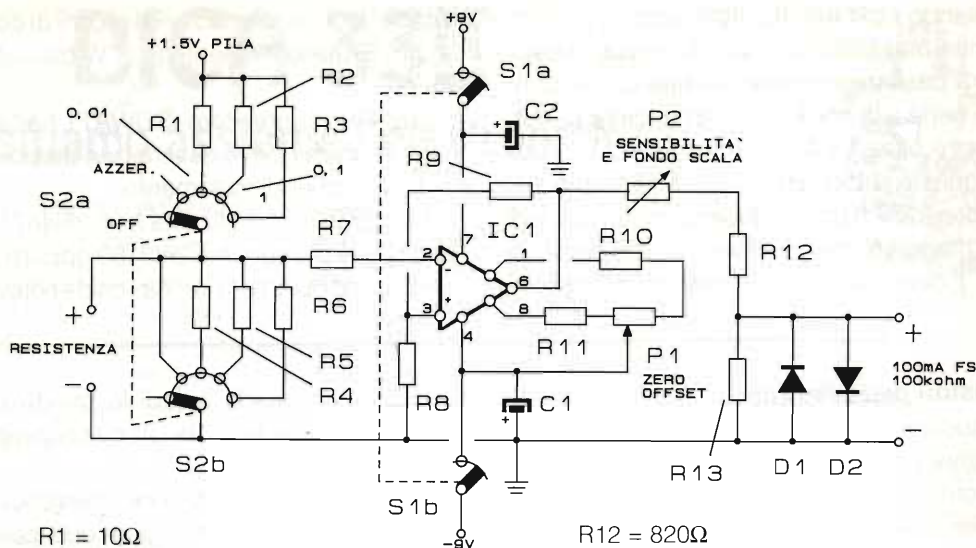 +9V
+1.5V PILA
S1a
R2
C2
P2
0,01
R1
R3
SENSIBILITA'
E FONDO SCALA
R9
AZZER.
0,1
1
S2a
OFF
R7
7
IC1
R10
R12
2
-
1
6
+
3
+
8
4
R6
RESISTENZA
R5
R11
P1
+
-
R4
R8
C1
ZERO
OFFSET
100mA FS
100kohm
+
-
S2b
R13
D1
D2
S1b
R1 = 10Ω
-9V
R12 = 820Ω